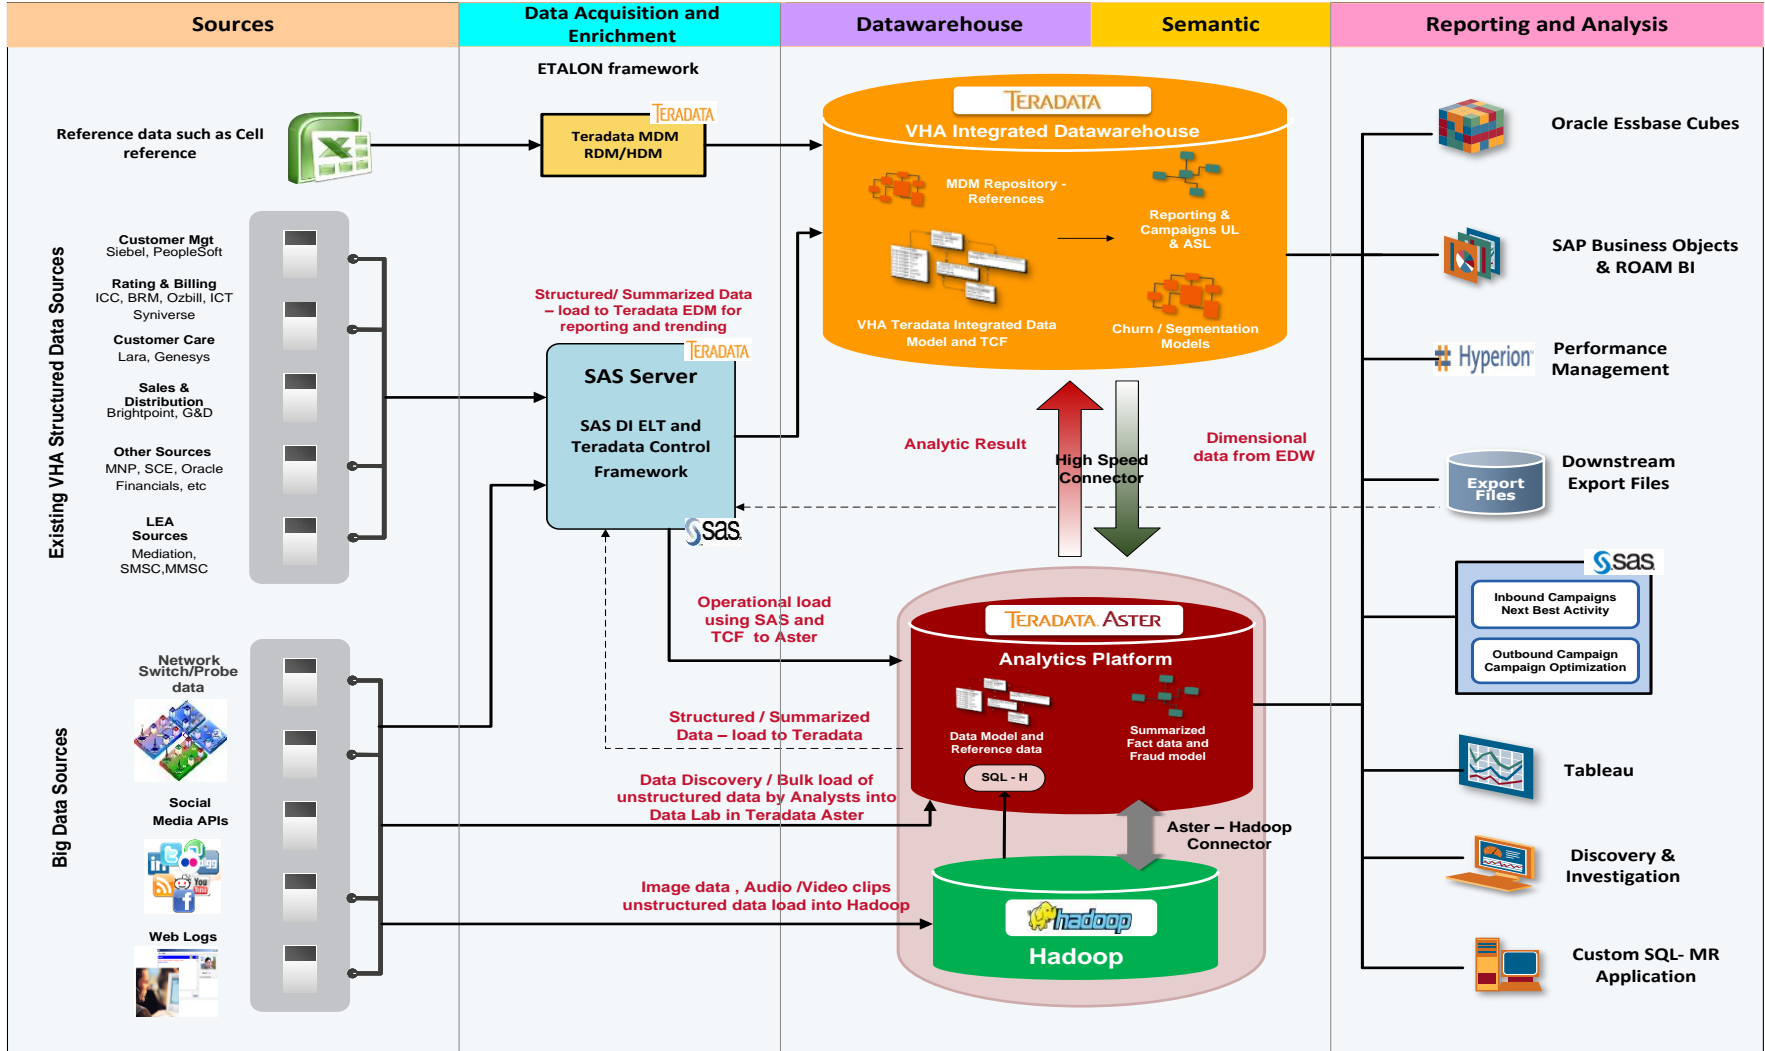 Sources
Data Acquisition and
Enrichment
Datawarehouse
Semantic
Reporting and Analysis
ETALON framework
Reference data such as Cell
reference
TERADATA
Teradata MDM
RDM/HDM
Existing VHA Structured Data Sources
Customer Mgt
Siebel, PeopleSoft
Rating & Billing
ICC, BRM, Ozbill, ICT
Syniverse
Customer Care
Lara, Genesys
Sales &
Distribution
Brightpoint, G&D
Other Sources
MNP, SCE, Oracle
Financials, etc
LEA
Sources
Mediation,
SMSC,MMSC
Big Data Sources
Network
Switch/Probe
data
Social
Media APIs
in
digg
You
Web Logs
Structured/ Summarized Data
– load to Teradata EDM for
reporting and trending
TERADATA
SAS Server
SAS DI ELT and
Teradata Control
Framework
sas.
Operational load
using SAS and
TCF to Aster
Structured / Summarized
Data – load to Teradata
Data Discovery / Bulk load of
unstructured data by Analysts into
Data Lab in Teradata Aster
Image data , Audio /Video clips
unstructured data load into Hadoop
TERADATA
VHA Integrated Datawarehouse
MDM Repository -
References
Reporting &
Campaigns UL
& ASL
VHA Teradata Integrated Data
Model and TCF
Churn / Segmentation
Models
Analytic Result
High Speed
Connector
Dimensional
data from EDW
TERADATA ASTER
Analytics Platform
Data Model and
Reference data
Summarized
Fact data and
Fraud model
SQL - H
Aster – Hadoop
Connector
hadoop
Hadoop
Oracle Essbase Cubes
SAP Business Objects
& ROAM BI
Hyperion
Performance
Management
Export
Files
Downstream
Export Files
sas
Inbound Campaigns
Next Best Activity
Outbound Campaign
Campaign Optimization
Tableau
Discovery &
Investigation
Custom SQL- MR
Application